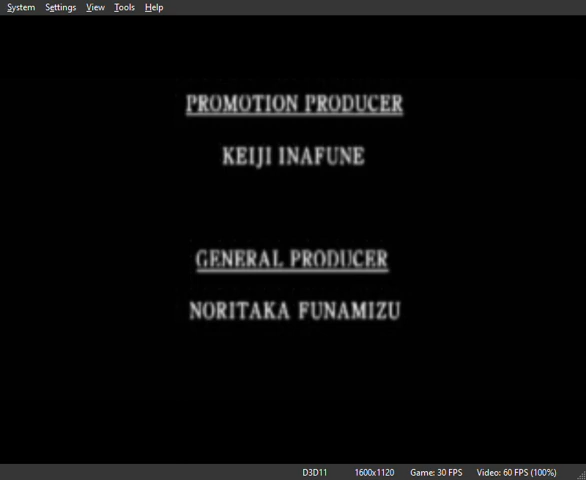 System Settings View Tools Help
PROMOTION PRODUCER
KEIJI INAFUNE
GENERAL PRODUCER
NORITAKA FUNAMIZU
D3D11 1600x1120 Game: 30 FPS Video: 60 FPS (100%)